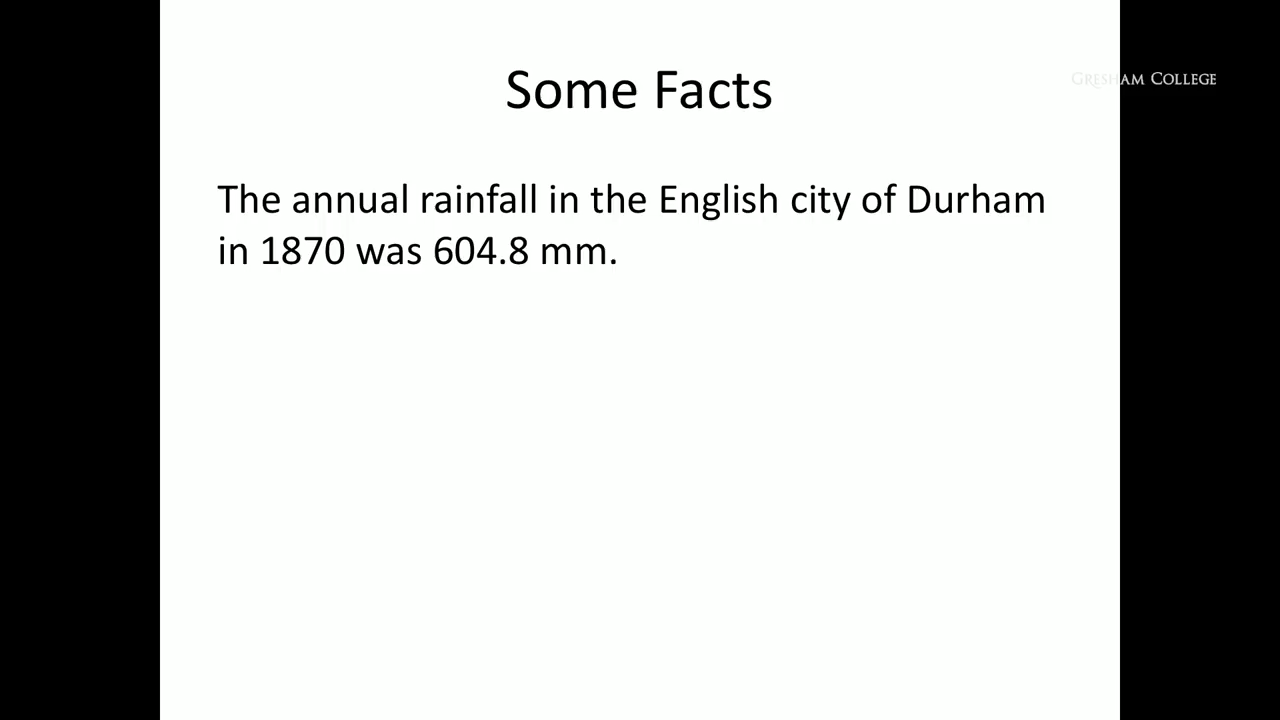 Some Facts
GRESHAM COLLEGE
The annual rainfall in the English city of Durham
in 1870 was 604.8 mm.